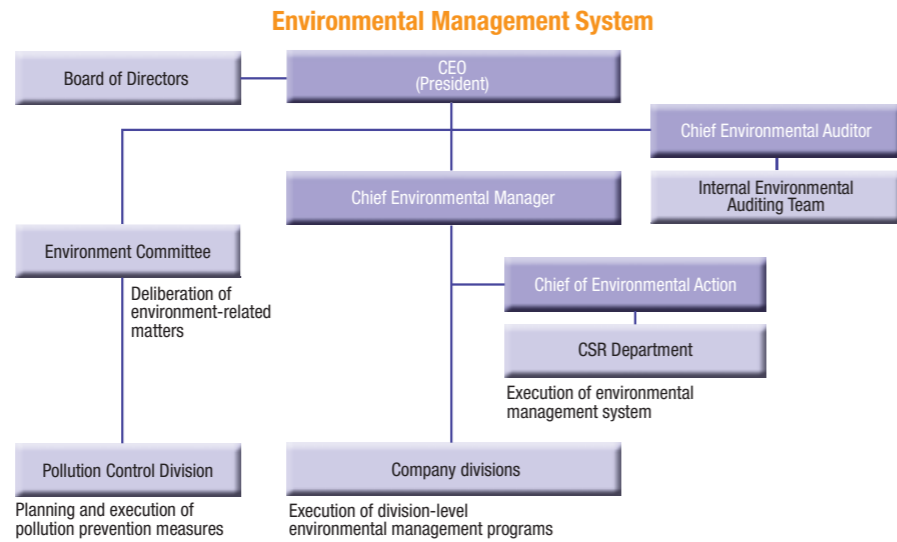 Environmental Management System
Board of Directors
CEO
(President)
Chief Environmental Auditor
Internal Environmental
Auditing Team
Chief Environmental Manager
Environment Committee
Deliberation of
environment-related
matters
Chief of Environmental Action
CSR Department
Execution of environmental
management system
Pollution Control Division
Planning and execution of
pollution prevention measures
Company divisions
Execution of division-level
environmental management programs